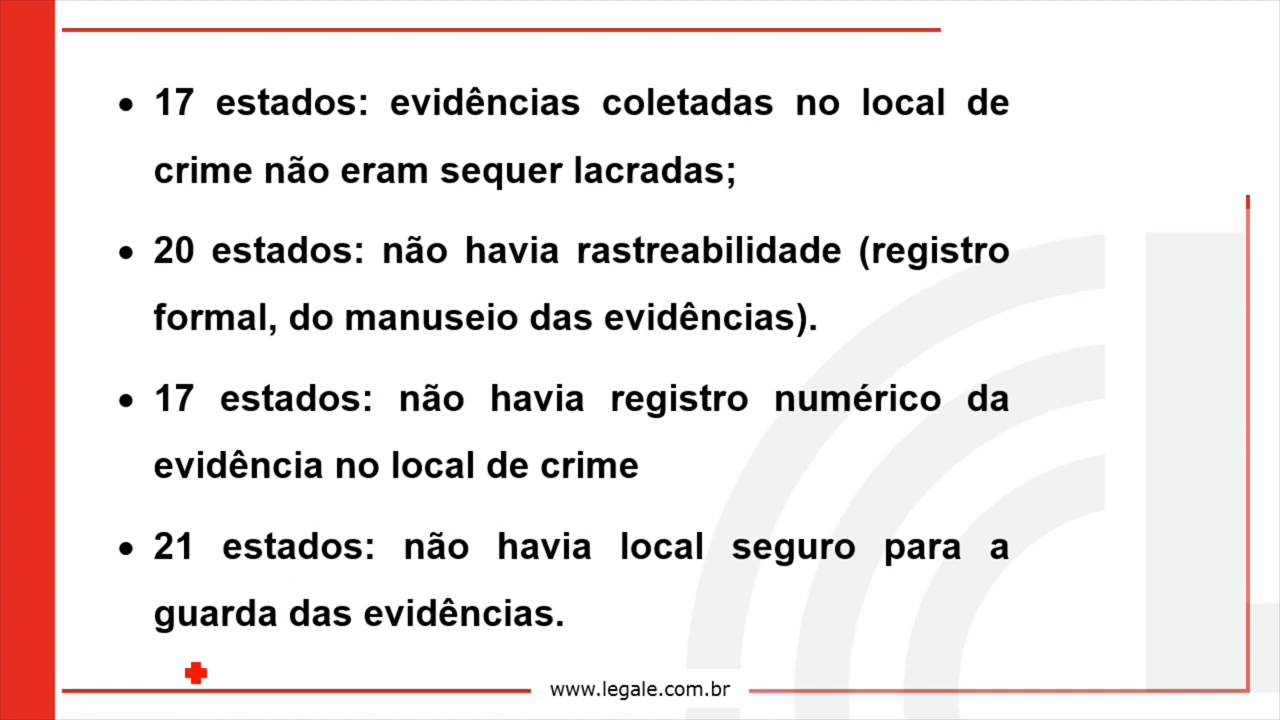 • 17 estados: evidências coletadas no local de
crime não eram sequer lacradas;
• 20 estados: não havia rastreabilidade (registro
formal, do manuseio das evidências).
• 17 estados: não havia registro numérico da
evidência no local de crime
• 21 estados: não havia local seguro para a
guarda das evidências.
www.legale.com.br